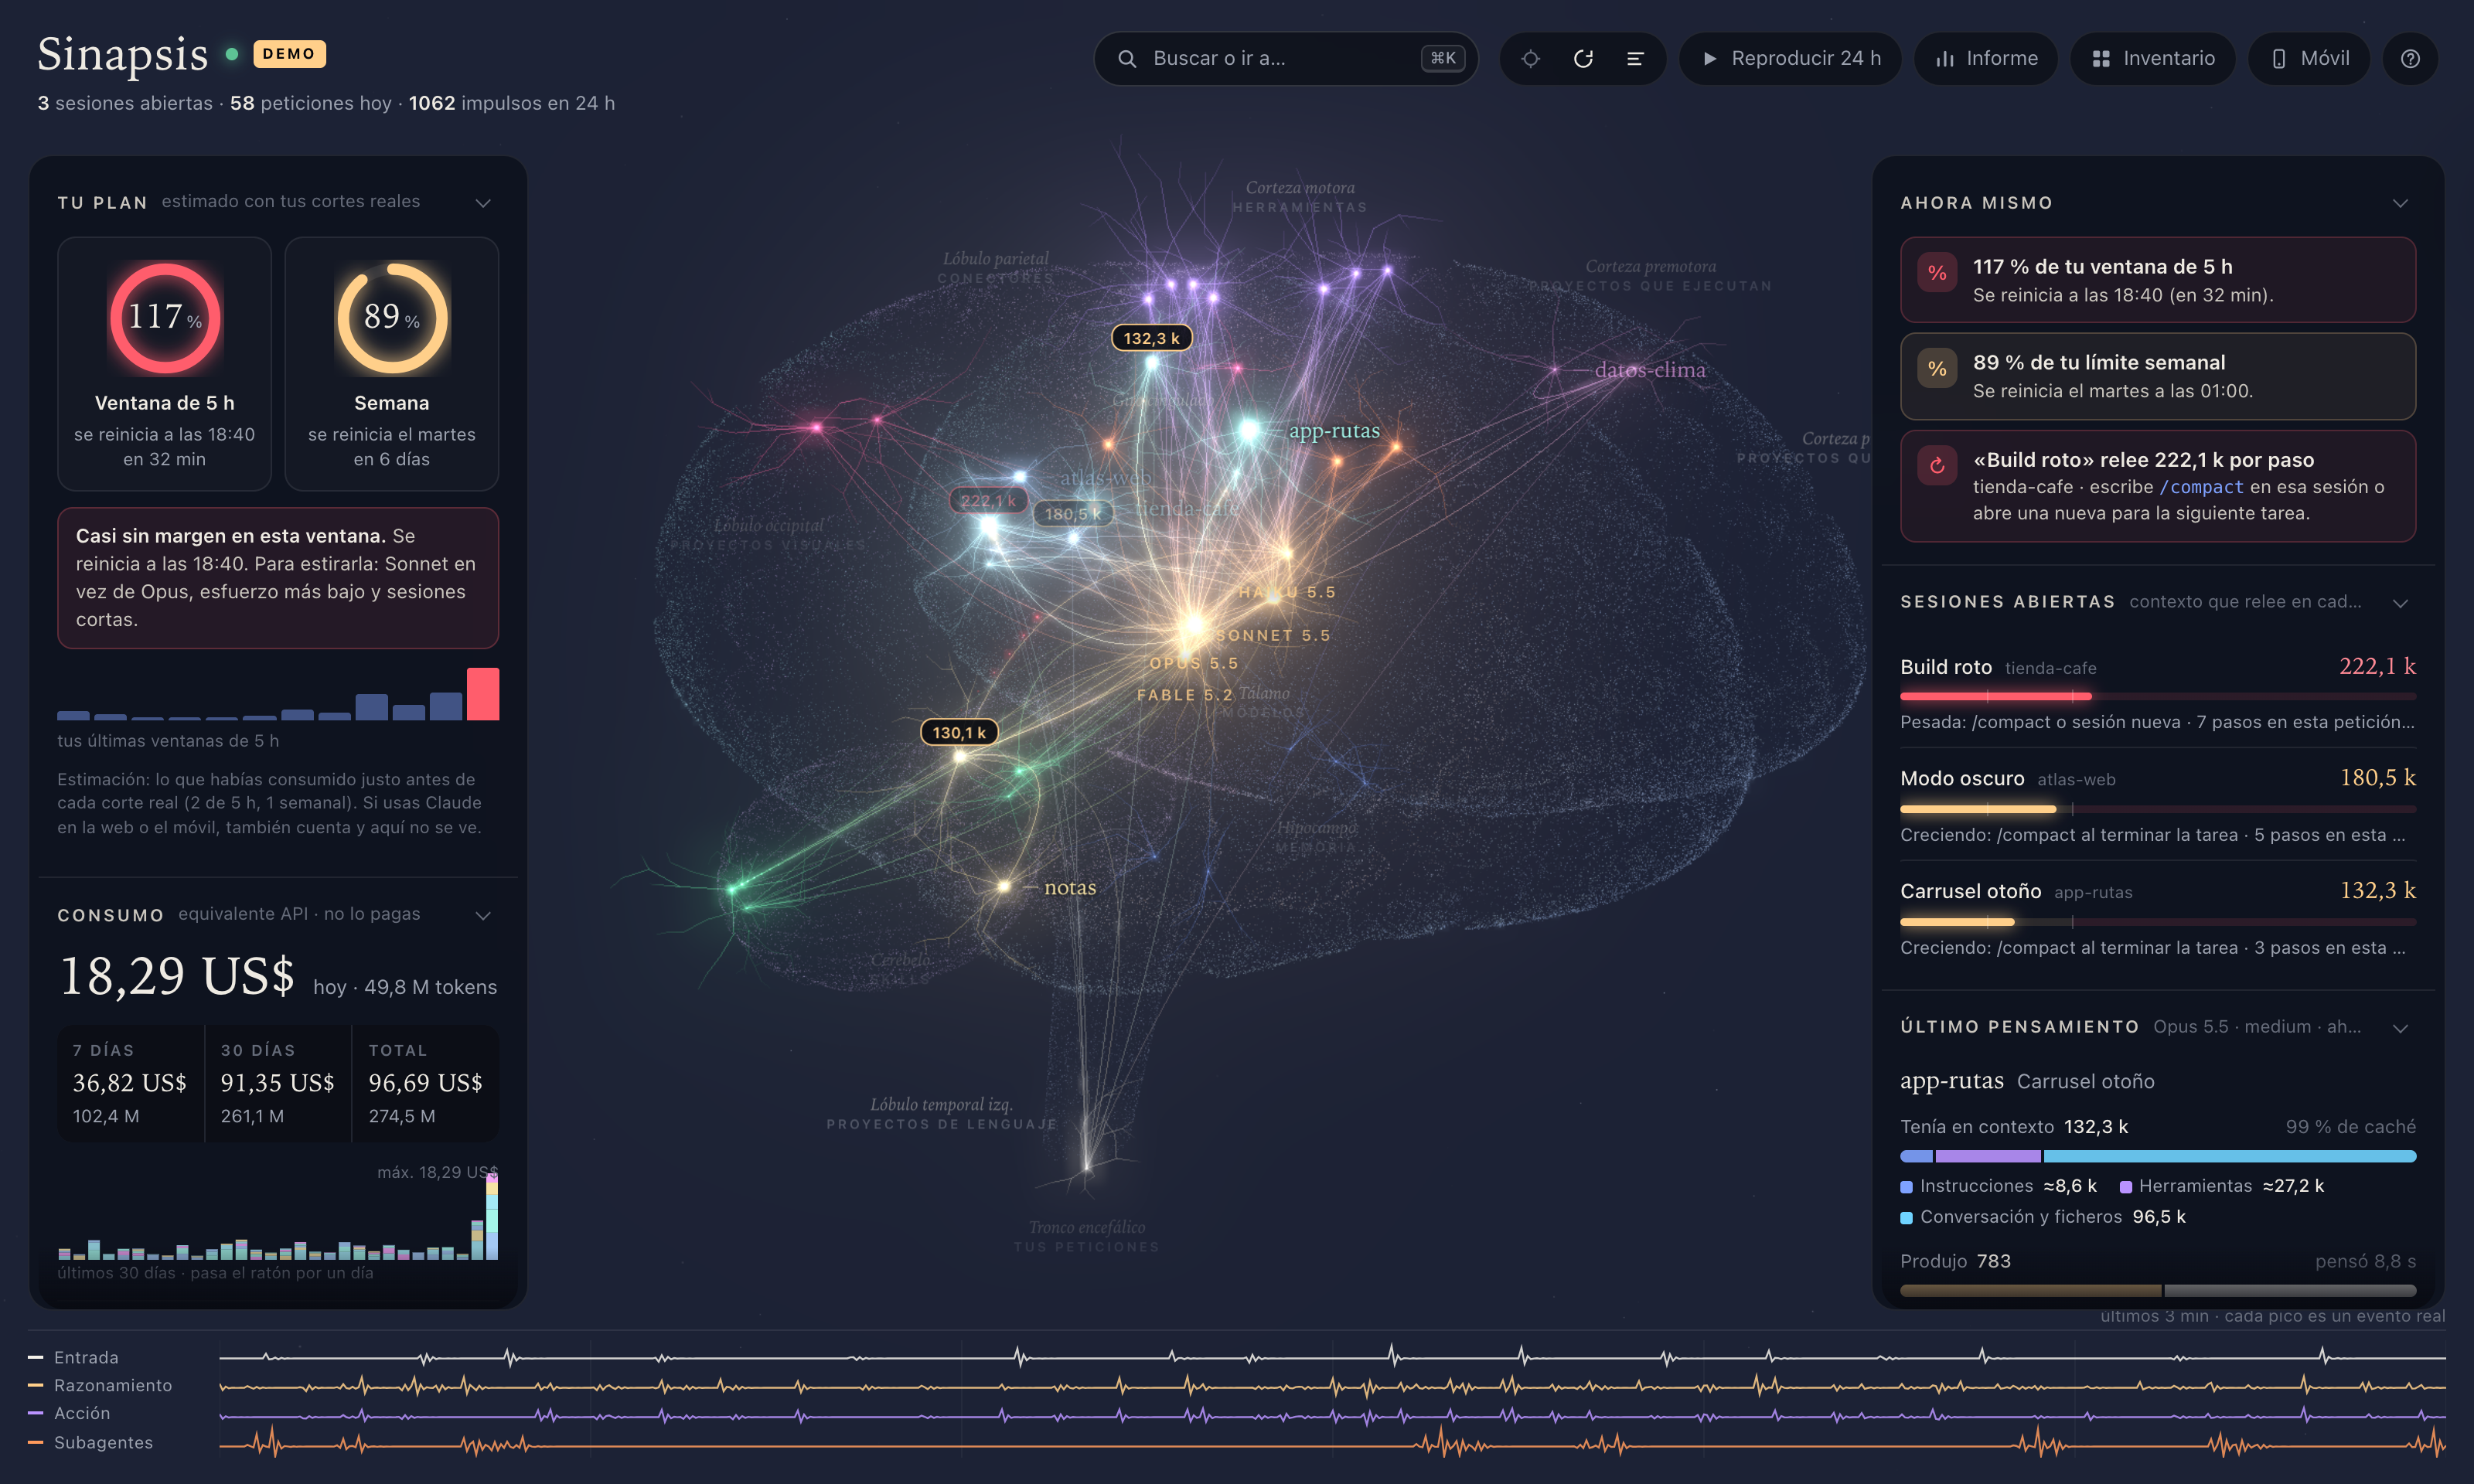 Sinapsis DEMO
3 sesiones abiertas · 58 peticiones hoy · 1062 impulsos en 24 h
Buscar o ir a... ⌘K
Reproducir 24 h
Informe
Inventario
Móvil
TU PLAN estimado con tus cortes reales
117 %
Ventana de 5 h
se reinicia a las 18:40
en 32 min
89 %
Semana
se reinicia el martes
en 6 días
Casi sin margen en esta ventana. Se
reinicia a las 18:40. Para estirarla: Sonnet en
vez de Opus, esfuerzo más bajo y sesiones
cortas.
tus últimas ventanas de 5 h
Estimación: lo que habías consumido justo antes de
cada corte real (2 de 5 h, 1 semanal). Si usas Claude
en la web o el móvil, también cuenta y aquí no se ve.
CONSUMO equivalente API · no lo pagas
18,29 US$ hoy · 49,8 M tokens
7 DÍAS
36,82 US$
102,4 M
30 DÍAS
91,35 US$
261,1 M
TOTAL
96,69 US$
274,5 M
máx. 18,29 US$
últimos 30 días · pasa el ratón por un día
Corteza motora
HERRAMIENTAS
Lóbulo parietal
CONECTORES
Corteza premotora
PROYECTOS QUE EJECUTAN
132,3 k
datos-clima
app-rutas
Corteza p
PROYECTOS QU
atlas-web
222,1 k
180,5 k
tienda-cafe
Lóbulo occipital
PROYECTOS VISUALES
HAIKU 5.5
SONNET 5.5
OPUS 5.5
FABLE 5.2
Tálamo
MODELOS
130,1 k
Hipocampo
MEMORIA
notas
Cerebelo
SKILLS
Lóbulo temporal izq.
PROYECTOS DE LENGUAJE
Tronco encefálico
TUS PETICIONES
AHORA MISMO
%
117 % de tu ventana de 5 h
Se reinicia a las 18:40 (en 32 min).
%
89 % de tu límite semanal
Se reinicia el martes a las 01:00.
«Build roto» relee 222,1 k por paso
tienda-cafe · escribe /compact en esa sesión o
abre una nueva para la siguiente tarea.
SESIONES ABIERTAS contexto que relee en cad...
Build roto tienda-cafe 222,1 k
Pesada: /compact o sesión nueva · 7 pasos en esta petición...
Modo oscuro atlas-web 180,5 k
Creciendo: /compact al terminar la tarea · 5 pasos en esta ...
Carrusel otoño app-rutas 132,3 k
Creciendo: /compact al terminar la tarea · 3 pasos en esta ...
ÚLTIMO PENSAMIENTO Opus 5.5 · medium · ah...
app-rutas Carrusel otoño
Tenía en contexto 132,3 k 99 % de caché
Instrucciones ≈8,6 k Herramientas ≈27,2 k
Conversación y ficheros 96,5 k
Produjo 783 pensó 8,8 s
últimos 3 min · cada pico es un evento real
Entrada
Razonamiento
Acción
Subagentes